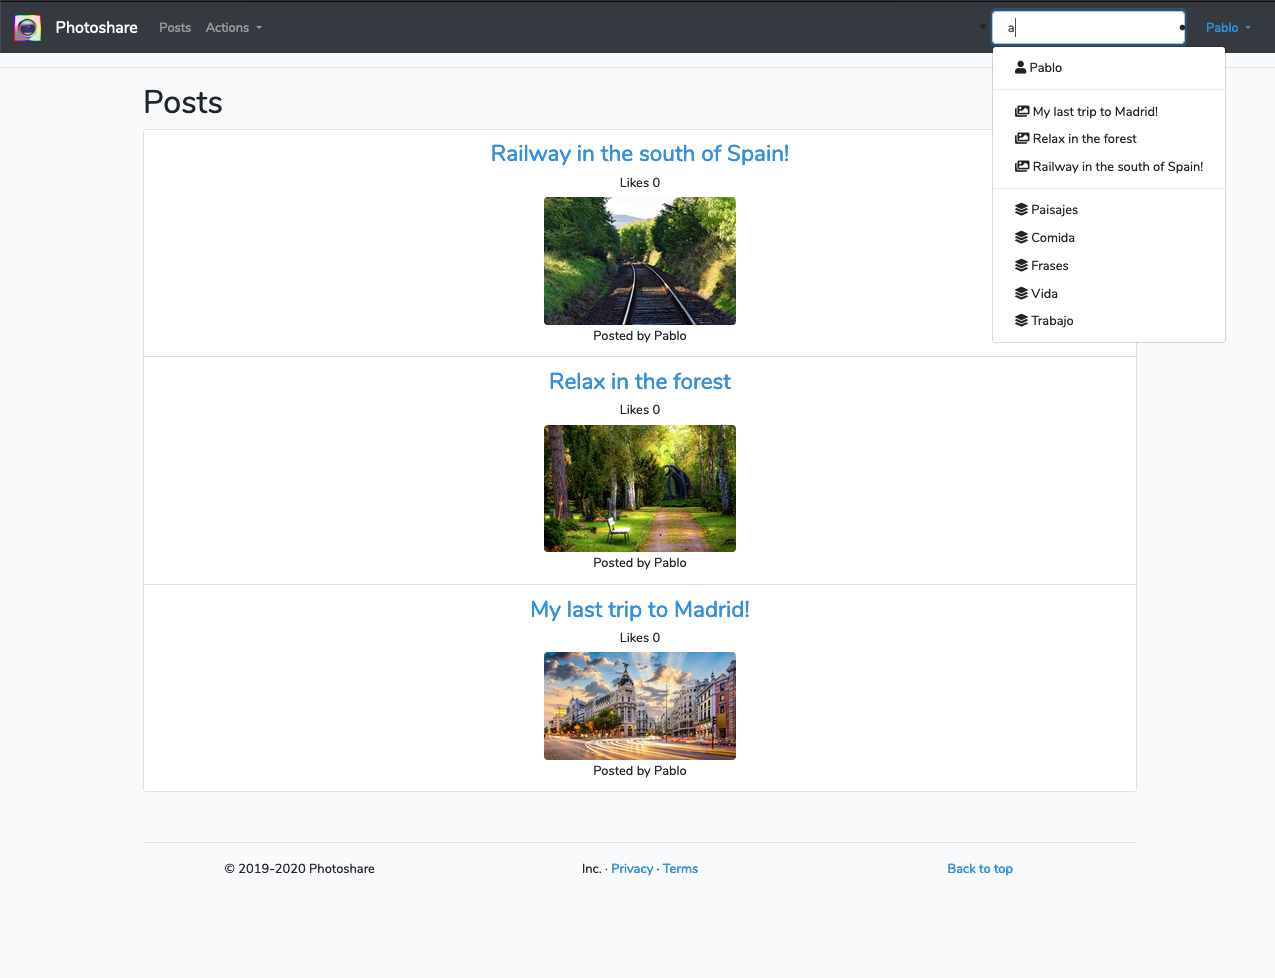 Photoshare Posts Actions a Pablo
Pablo
My last trip to Madrid!
Relax in the forest
Railway in the south of Spain!
Paisajes
Comida
Frases
Vida
Trabajo
Posts
Railway in the south of Spain!
Likes 0
Posted by Pablo
Relax in the forest
Likes 0
Posted by Pablo
My last trip to Madrid!
Likes 0
Posted by Pablo
© 2019-2020 Photoshare Inc. · Privacy · Terms Back to top